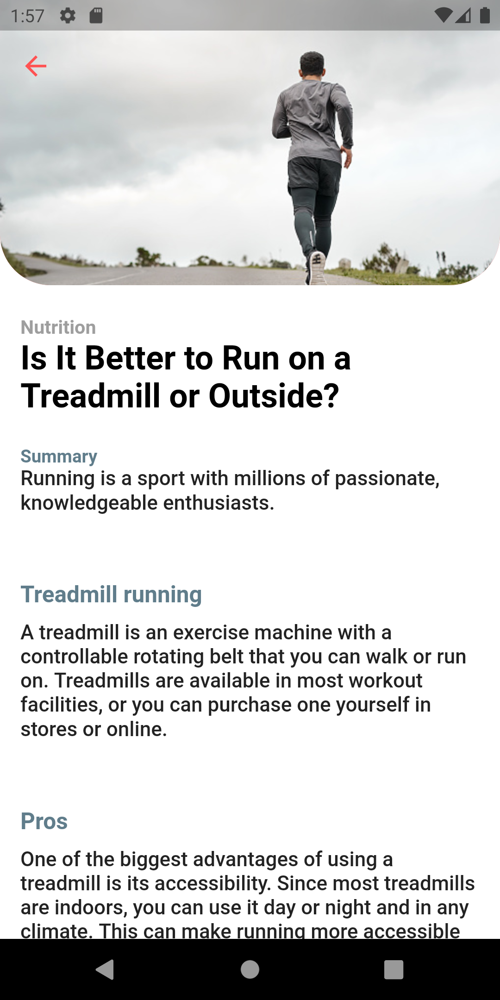 1:57
Nutrition
Is It Better to Run on a
Treadmill or Outside?
Summary
Running is a sport with millions of passionate,
knowledgeable enthusiasts.
Treadmill running
A treadmill is an exercise machine with a
controllable rotating belt that you can walk or run
on. Treadmills are available in most workout
facilities, or you can purchase one yourself in
stores or online.
Pros
One of the biggest advantages of using a
treadmill is its accessibility. Since most treadmills
are indoors, you can use it day or night and in any
climate. This can make running more accessible